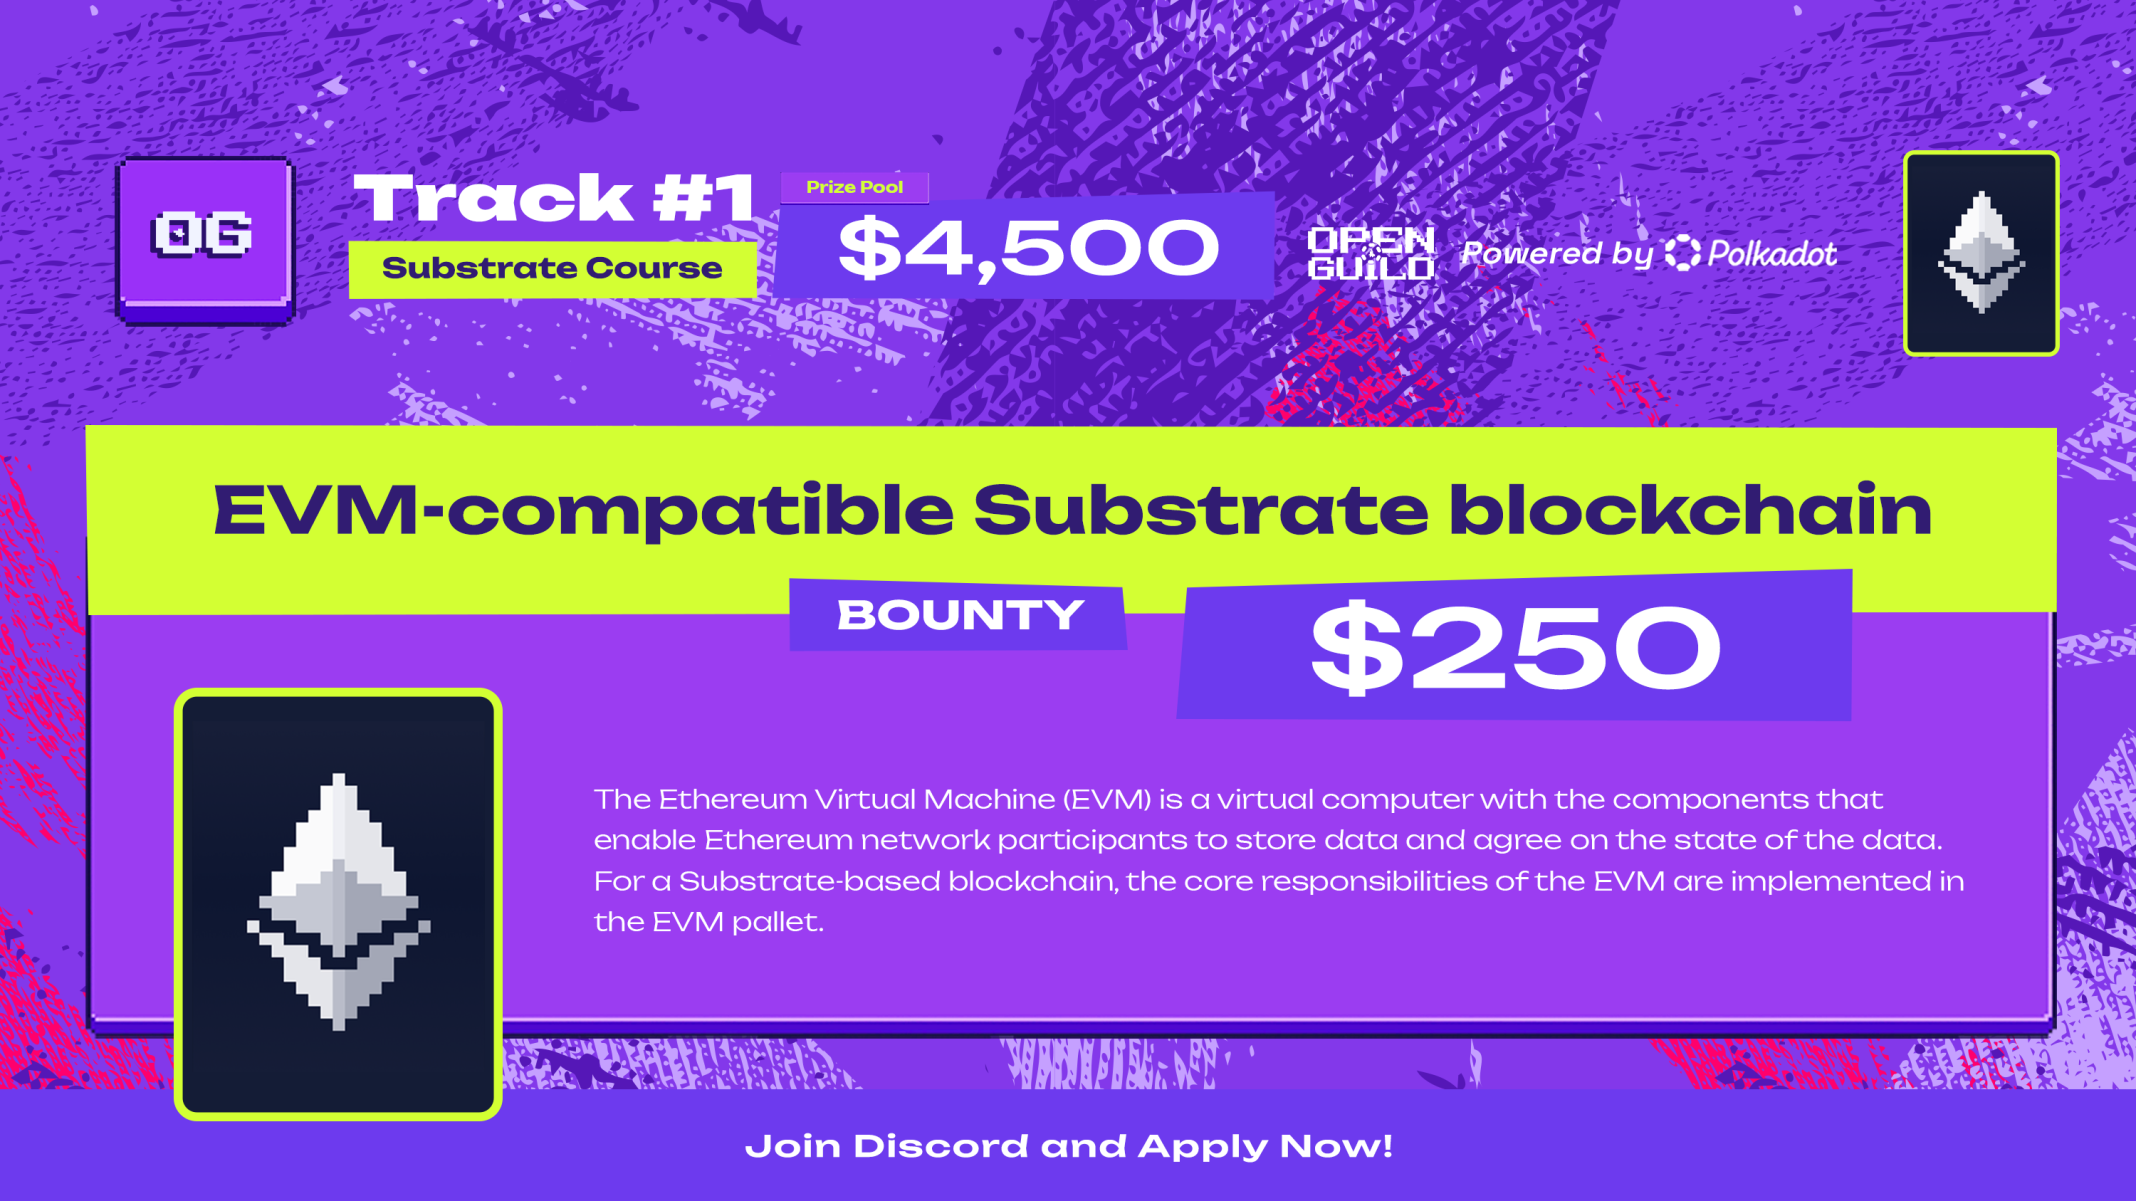 06
Track #1
Substrate Course
Prize Pool
$4,500
OPEN
GUiLD
Powered by Polkadot
EVM-compatible Substrate blockchain
BOUNTY
$250
The Ethereum Virtual Machine (EVM) is a virtual computer with the components that
enable Ethereum network participants to store data and agree on the state of the data.
For a Substrate-based blockchain, the core responsibilities of the EVM are implemented in
the EVM pallet.
Join Discord and Apply Now!